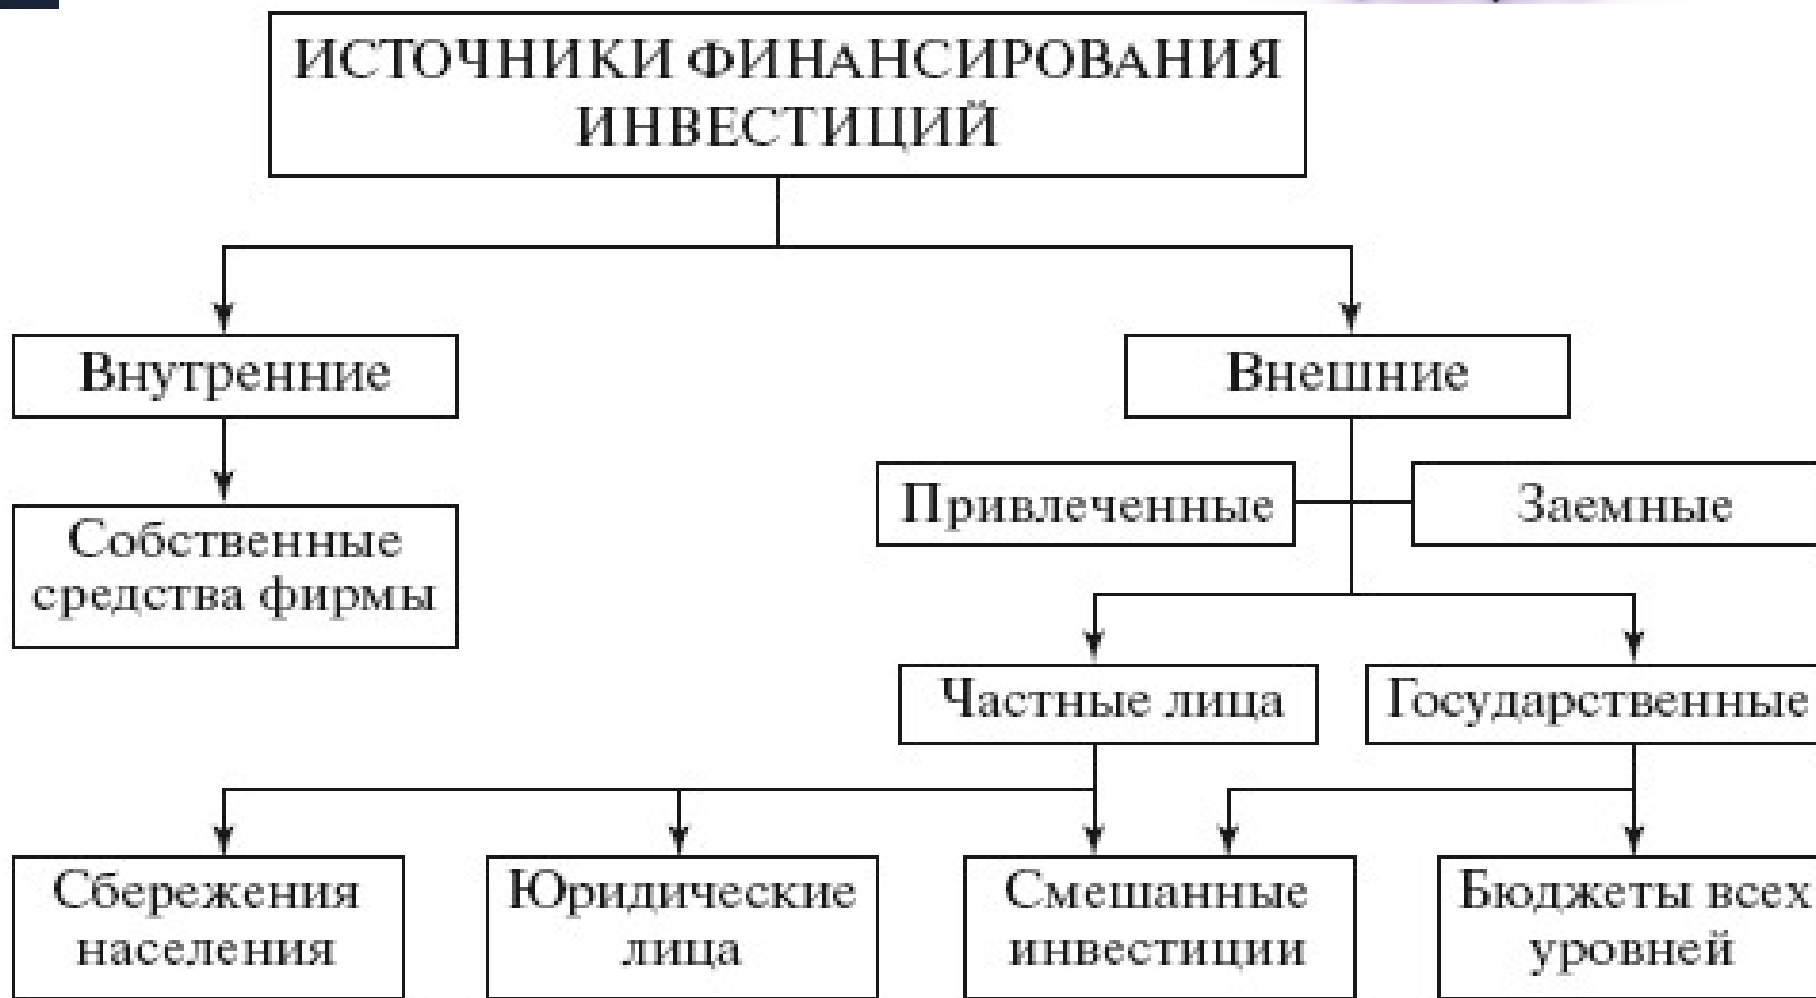 ИСТОЧНИКИ ФИНАНСИРОВАНИЯ
ИНВЕСТИЦИЙ
Внутренние
Внешние
Привлеченные
Заемные
Собственные
средства фирмы
Частные лица
Государственные
Сбережения
населения
Юридические
лица
Смешанные
инвестиции
Бюджеты всех
уровней